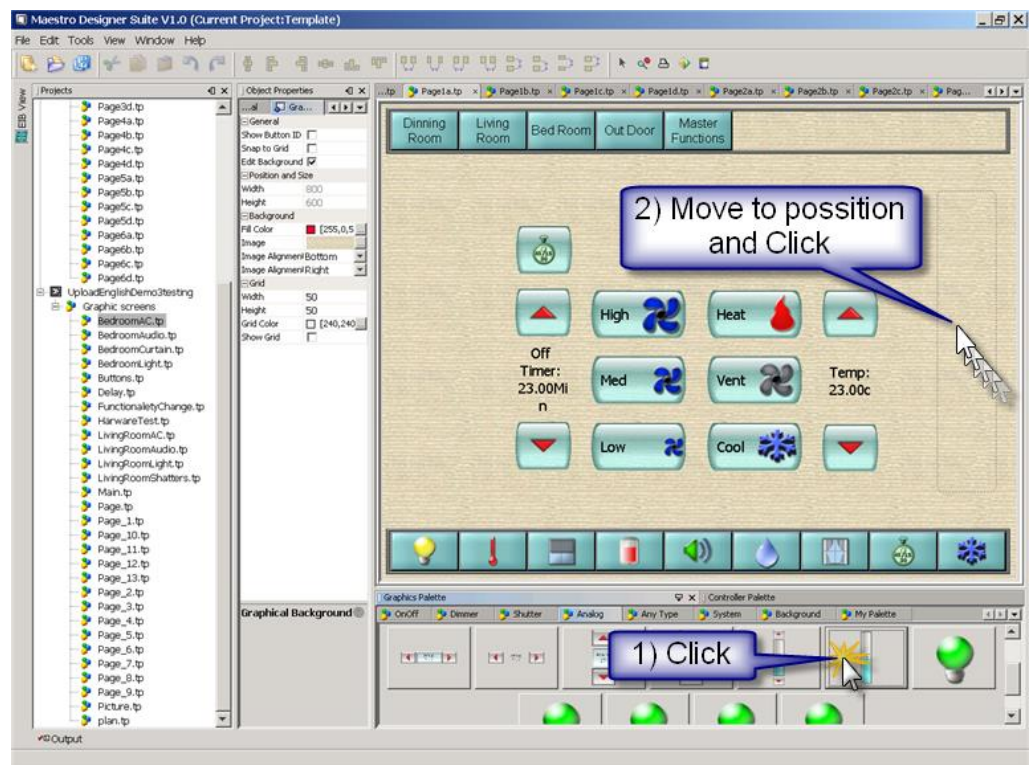 Maestro Designer Suite V1.0 (Current Project:Template)
File Edit Tools View Window Help
EIB View
Projects
Page3d.tp
Page4a.tp
Page4b.tp
Page4c.tp
Page4d.tp
Page5a.tp
Page5b.tp
Page5c.tp
Page5d.tp
Page6a.tp
Page6b.tp
Page6c.tp
Page6d.tp
UploadEnglishDemo3testing
Graphic screens
BedroomAC.tp
BedroomAudio.tp
BedroomCurtain.tp
BedroomLight.tp
Buttons.tp
Delay.tp
FunctionaletyChange.tp
HarwareTest.tp
LivingRoomAC.tp
LivingRoomAudio.tp
LivingRoomLight.tp
LivingRoomShatters.tp
Main.tp
Page.tp
Page_1.tp
Page_10.tp
Page_11.tp
Page_12.tp
Page_13.tp
Page_2.tp
Page_3.tp
Page_4.tp
Page_5.tp
Page_6.tp
Page_7.tp
Page_8.tp
Page_9.tp
Picture.tp
plan.tp
Object Properties
...al Gra...
General
Show Button ID
Snap to Grid
Edit Background
Position and Size
Width 800
Height 600
Background
Fill Color [255,0,5
Image
Image Alignment Bottom
Image Alignment Right
Grid
Width 50
Height 50
Grid Color [240,240
Show Grid
Graphical Background
...tp Page1a.tp Page1b.tp Page1c.tp Page1d.tp Page2a.tp Page2b.tp Page2c.tp Pag...
Dinning
Room
Living
Room
Bed Room
Out Door
Master
Functions
2) Move to possition
and Click
High
Heat
Off
Timer:
23.00Mi
n
Med
Vent
Temp:
23.00c
Low
Cool
Graphics Palette
Controller Palette
OnOff Dimmer Shutter Analog Any Type System Background My Palette
1) Click
Output